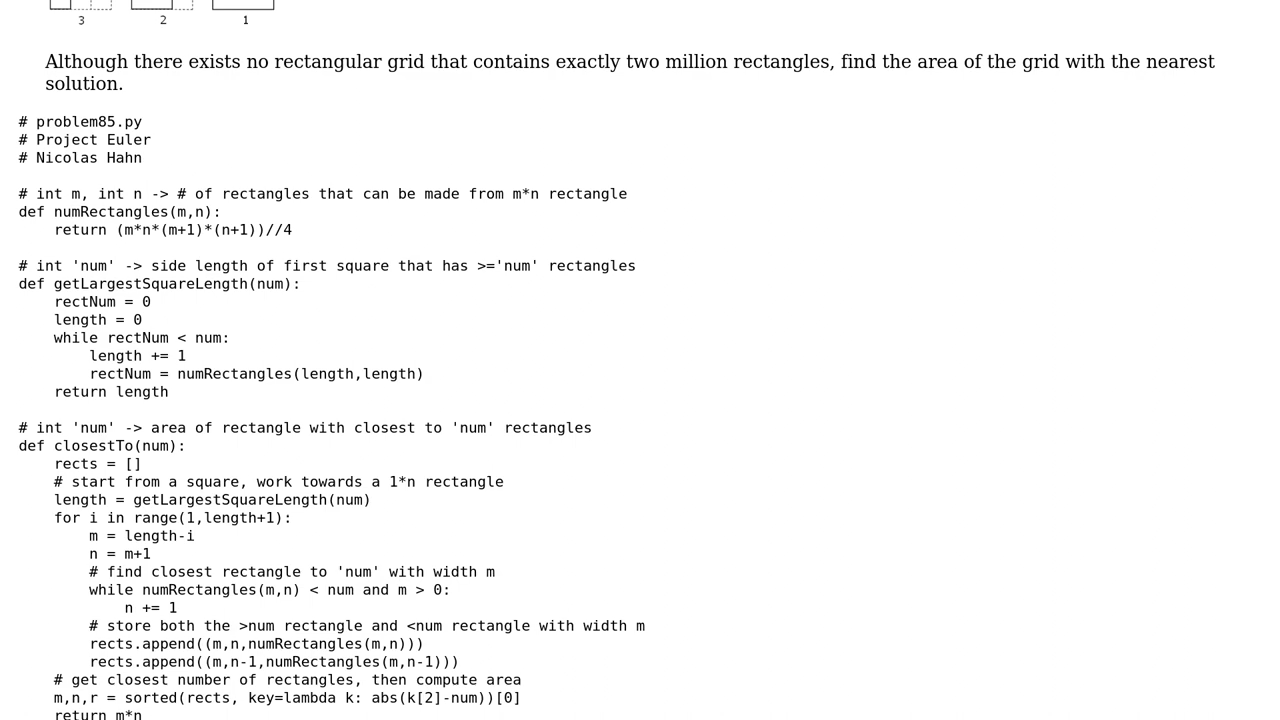 3 2 1
Although there exists no rectangular grid that contains exactly two million rectangles, find the area of the grid with the nearest
solution.
# problem85.py
# Project Euler
# Nicolas Hahn
# int m, int n -> # of rectangles that can be made from m*n rectangle
def numRectangles(m,n):
    return (m*n*(m+1)*(n+1))//4
# int 'num' -> side length of first square that has >='num' rectangles
def getLargestSquareLength(num):
    rectNum = 0
    length = 0
    while rectNum < num:
        length += 1
        rectNum = numRectangles(length,length)
    return length
# int 'num' -> area of rectangle with closest to 'num' rectangles
def closestTo(num):
    rects = []
    # start from a square, work towards a 1*n rectangle
    length = getLargestSquareLength(num)
    for i in range(1,length+1):
        m = length-i
        n = m+1
        # find closest rectangle to 'num' with width m
        while numRectangles(m,n) < num and m > 0:
            n += 1
        # store both the >num rectangle and <num rectangle with width m
        rects.append((m,n,numRectangles(m,n)))
        rects.append((m,n-1,numRectangles(m,n-1)))
    # get closest number of rectangles, then compute area
    m,n,r = sorted(rects, key=lambda k: abs(k[2]-num))[0]
    return m*n